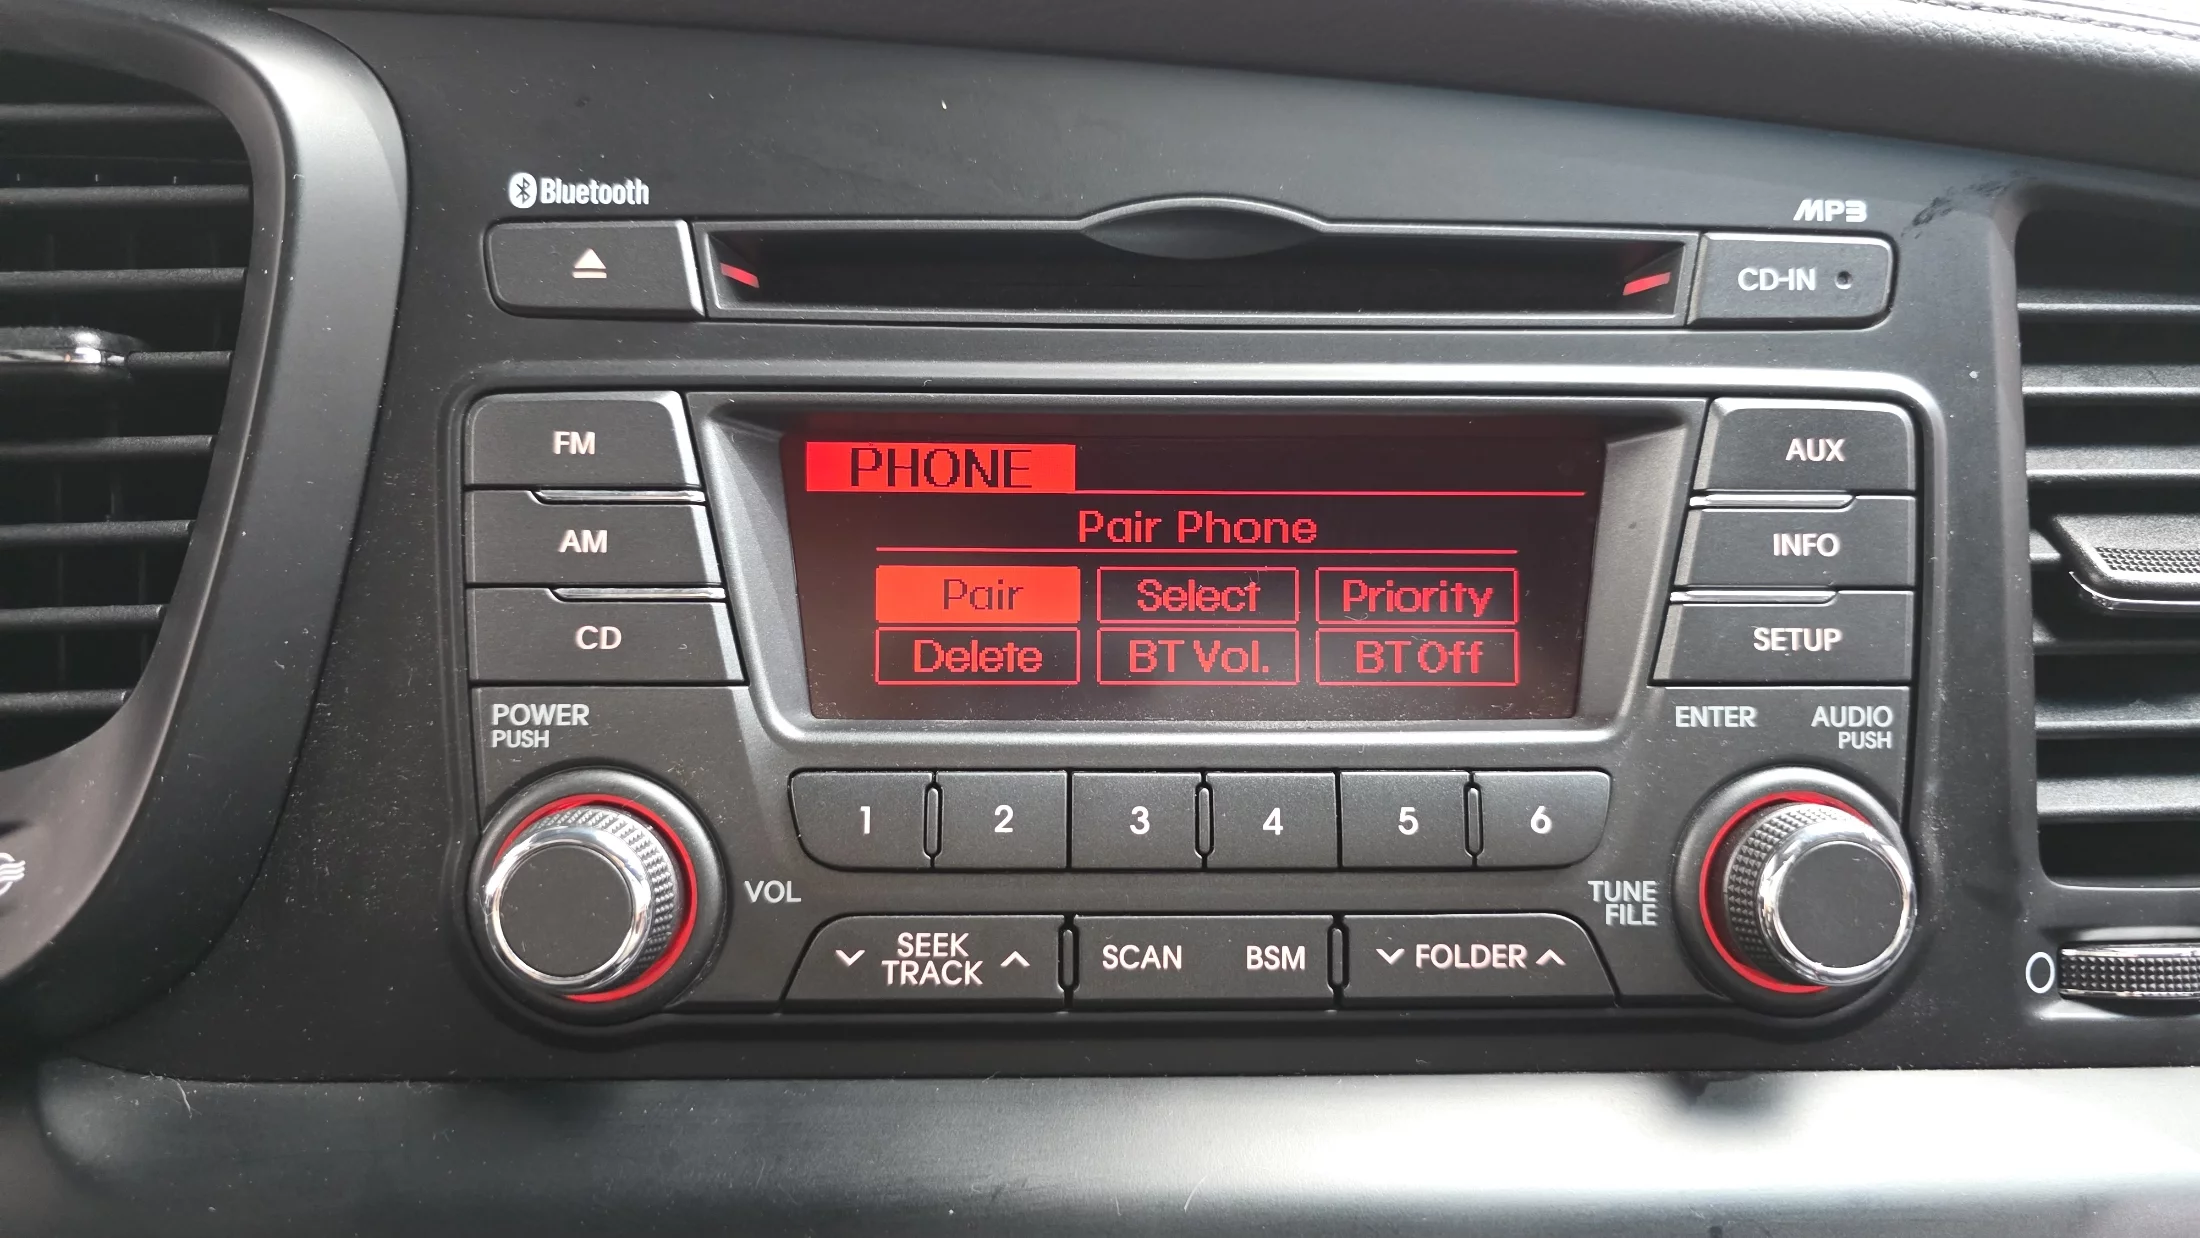 Bluetooth
MP3
CD-IN
FM
AM
CD
PHONE
Pair Phone
Pair Select Priority
Delete BT Vol. BT Off
AUX
INFO
SETUP
POWER
PUSH
ENTER
AUDIO
PUSH
1 2 3 4 5 6
VOL
TUNE
FILE
SEEK
TRACK
SCAN BSM
FOLDER